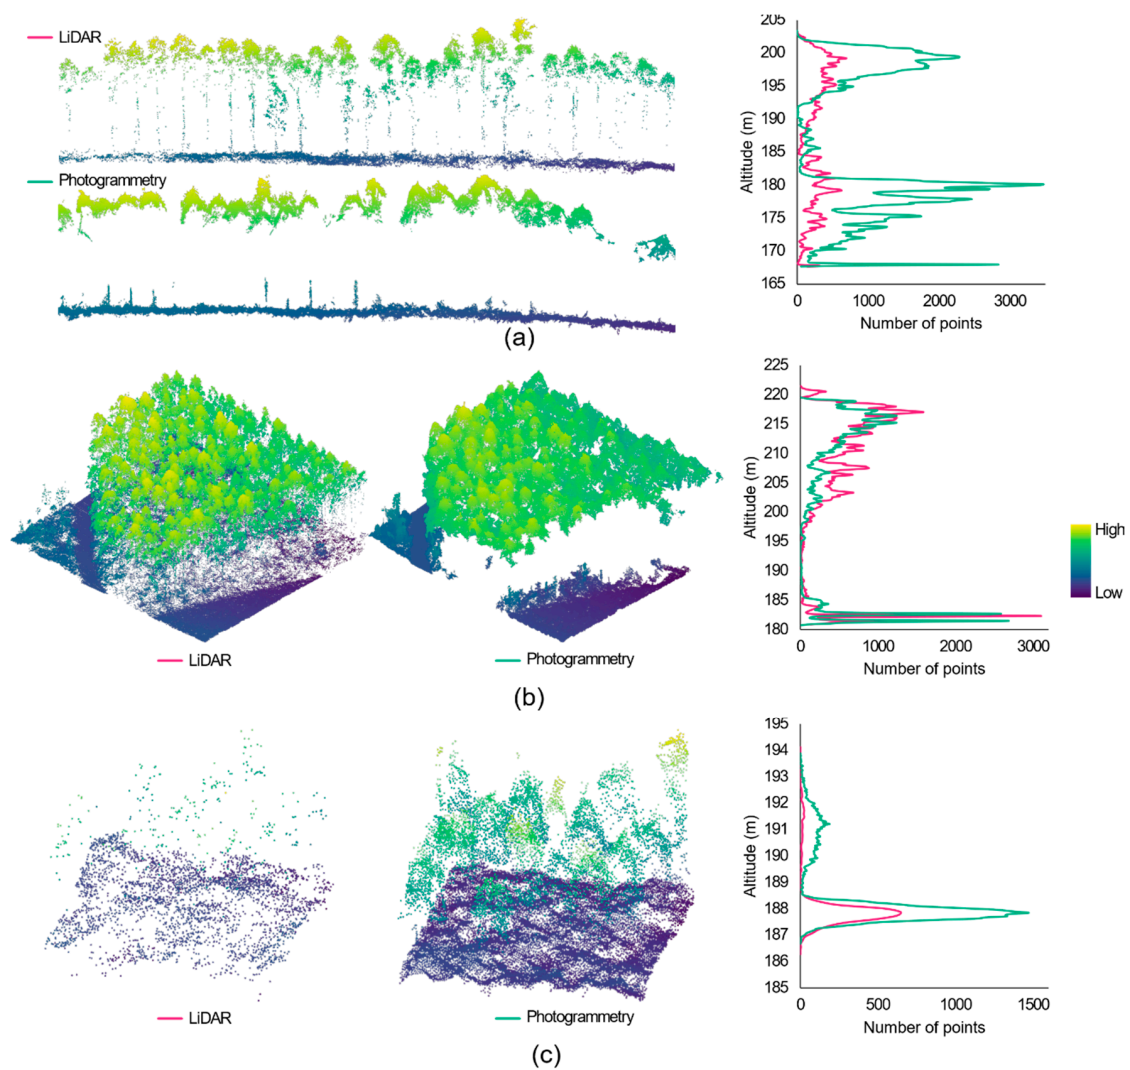 LiDAR
Photogrammetry
(a)
205
200
195
190
185
180
175
170
165
Altitude (m)
0
1000
2000
3000
Number of points
LiDAR
Photogrammetry
(b)
225
220
215
210
205
200
195
190
185
180
Altitude (m)
0
1000
2000
3000
Number of points
High
Low
LiDAR
Photogrammetry
(c)
195
194
193
192
191
190
189
188
187
186
185
Altitude (m)
0
500
1000
1500
Number of points